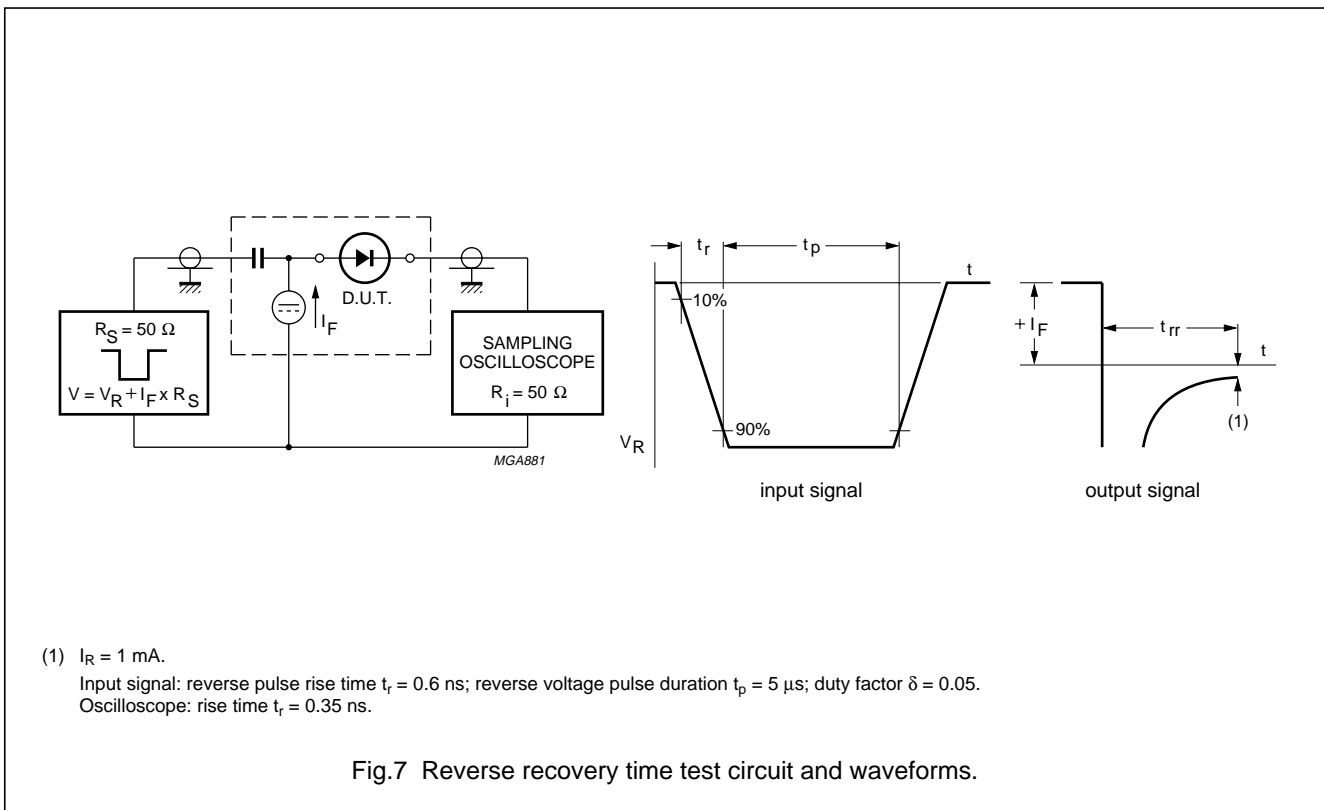 D.U.T.
I_F
R_S = 50 Ω
V = V_R + I_F x R_S
SAMPLING
OSCILLOSCOPE
R_i = 50 Ω
MGA881
t_r
t_p
t
10%
90%
V_R
input signal
+ I_F
t_rr
t
(1)
output signal
(1) I_R = 1 mA.
Input signal: reverse pulse rise time t_r = 0.6 ns; reverse voltage pulse duration t_p = 5 μs; duty factor δ = 0.05.
Oscilloscope: rise time t_r = 0.35 ns.
Fig.7 Reverse recovery time test circuit and waveforms.